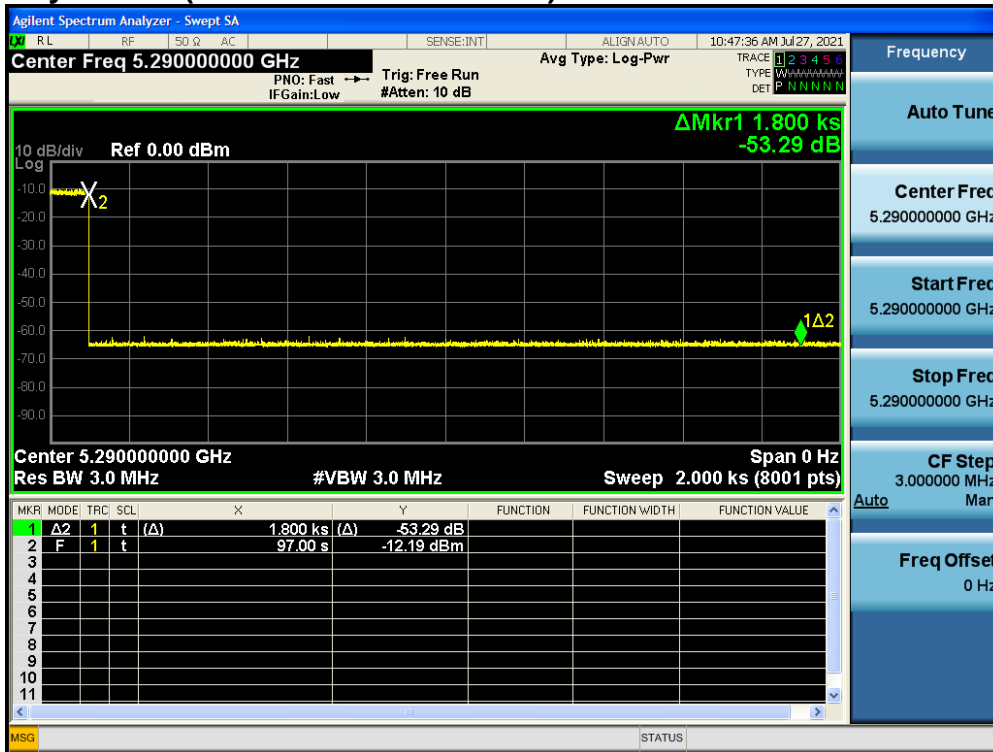 Agilent Spectrum Analyzer - Swept SA
LXI RL RF 50 Ω AC SENSE:INT ALIGN AUTO 10:47:36 AM Jul 27, 2021
Center Freq 5.290000000 GHz
PNO: Fast
IFGain:Low
Trig: Free Run
#Atten: 10 dB
Avg Type: Log-Pwr
TRACE 1 2 3 4 5 6
TYPE W
DET P N N N N N
ΔMkr1 1.800 ks
-53.29 dB
10 dB/div Ref 0.00 dBm
Log
-10.0
-20.0
-30.0
-40.0
-50.0
-60.0
-70.0
-80.0
-90.0
2
1Δ2
Center 5.290000000 GHz Span 0 Hz
Res BW 3.0 MHz #VBW 3.0 MHz Sweep 2.000 ks (8001 pts)
MKR MODE TRC SCL X Y FUNCTION FUNCTION WIDTH FUNCTION VALUE
1 Δ2 1 t (Δ) 1.800 ks (Δ) -53.29 dB
2 F 1 t 97.00 s -12.19 dBm
3
4
5
6
7
8
9
10
11
MSG STATUS
Frequency
Auto Tune
Center Freq
5.290000000 GHz
Start Freq
5.290000000 GHz
Stop Freq
5.290000000 GHz
CF Step
3.000000 MHz
Auto Man
Freq Offset
0 Hz